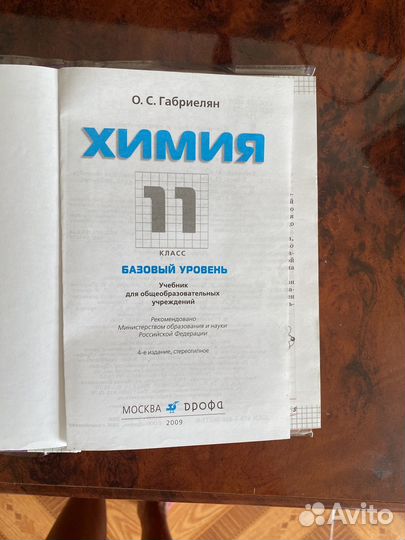 О. С. Габриелян
ХИМИЯ
11
КЛАСС
БАЗОВЫЙ УРОВЕНЬ
Учебник
для общеобразовательных
учреждений
Рекомендовано
Министерством образования и науки
Российской Федерации
4-е издание, стереотипное
МОСКВА дрофа
2009
Avito